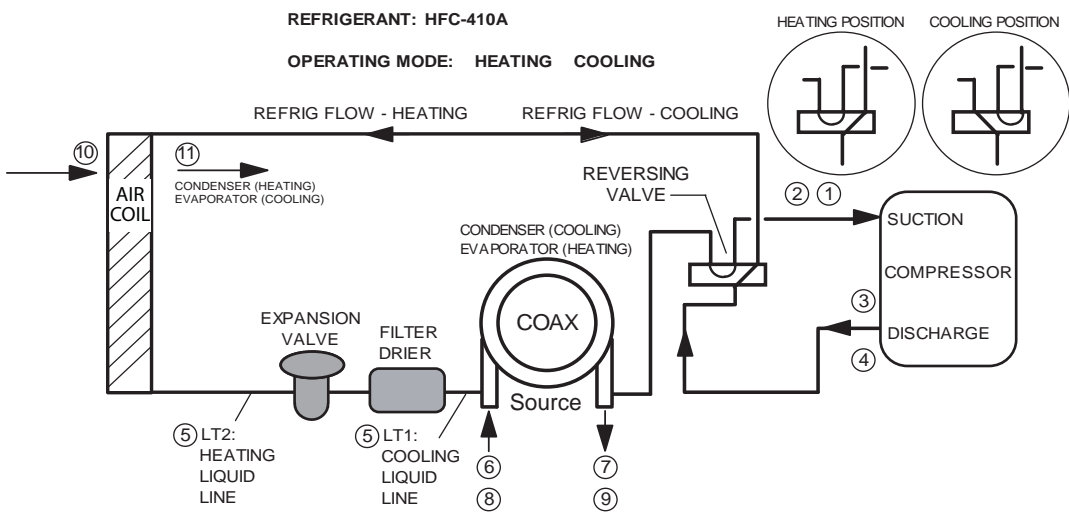 REFRIGERANT: HFC-410A
OPERATING MODE: HEATING COOLING
HEATING POSITION
COOLING POSITION
REFRIG FLOW - HEATING
REFRIG FLOW - COOLING
10
11
CONDENSER (HEATING)
EVAPORATOR (COOLING)
AIR
COIL
REVERSING
VALVE
2 1
SUCTION
COMPRESSOR
3
DISCHARGE
4
CONDENSER (COOLING)
EVAPORATOR (HEATING)
COAX
Source
EXPANSION
VALVE
FILTER
DRIER
5 LT2:
HEATING
LIQUID
LINE
5 LT1:
COOLING
LIQUID
LINE
6
8
7
9